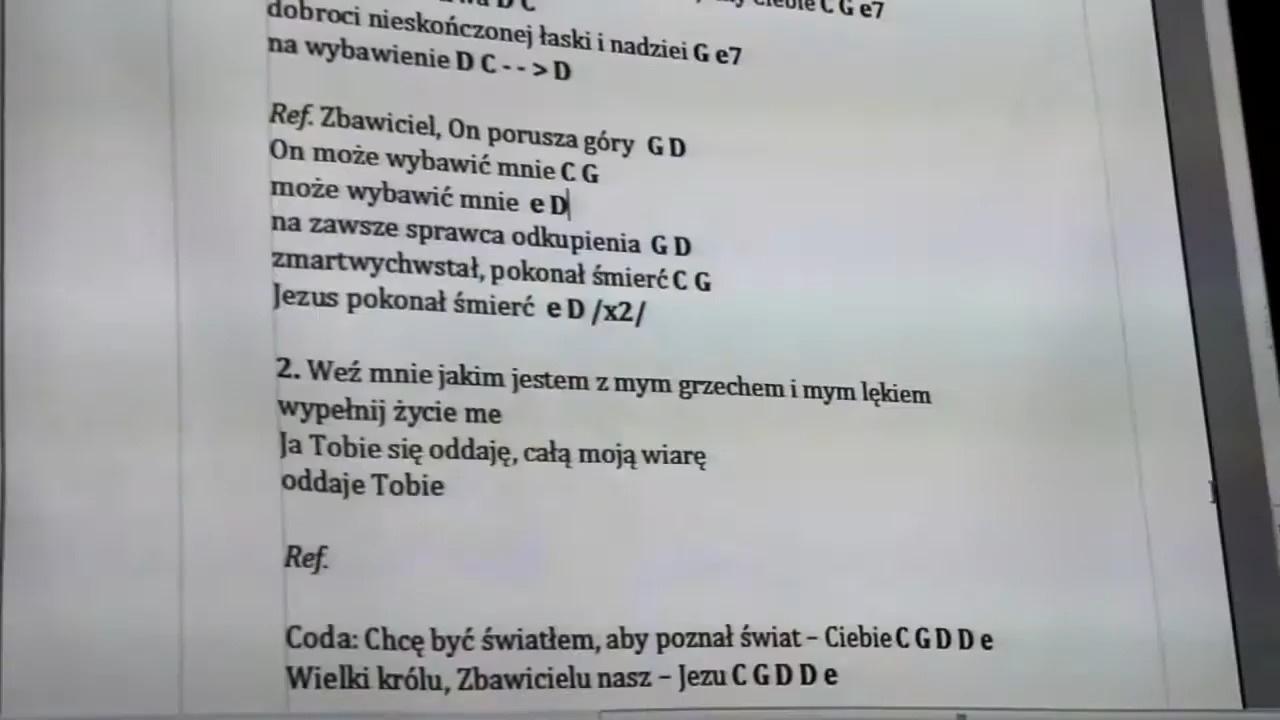 D C
Ciebie C G e7
dobroci nieskończonej łaski i nadziei G e7
na wybawienie D C - - > D
Ref. Zbawiciel, On porusza góry G D
On może wybawić mnie C G
może wybawić mnie e D
na zawsze sprawca odkupienia G D
zmartwychwstał, pokonał śmierć C G
Jezus pokonał śmierć e D /x2/
2. Weź mnie jakim jestem z mym grzechem i mym lękiem
wypełnij życie me
Ja Tobie się oddaję, całą moją wiarę
oddaje Tobie
Ref.
Coda: Chcę być światłem, aby poznał świat – Ciebie C G D D e
Wielki królu, Zbawicielu nasz – Jezu C G D D e